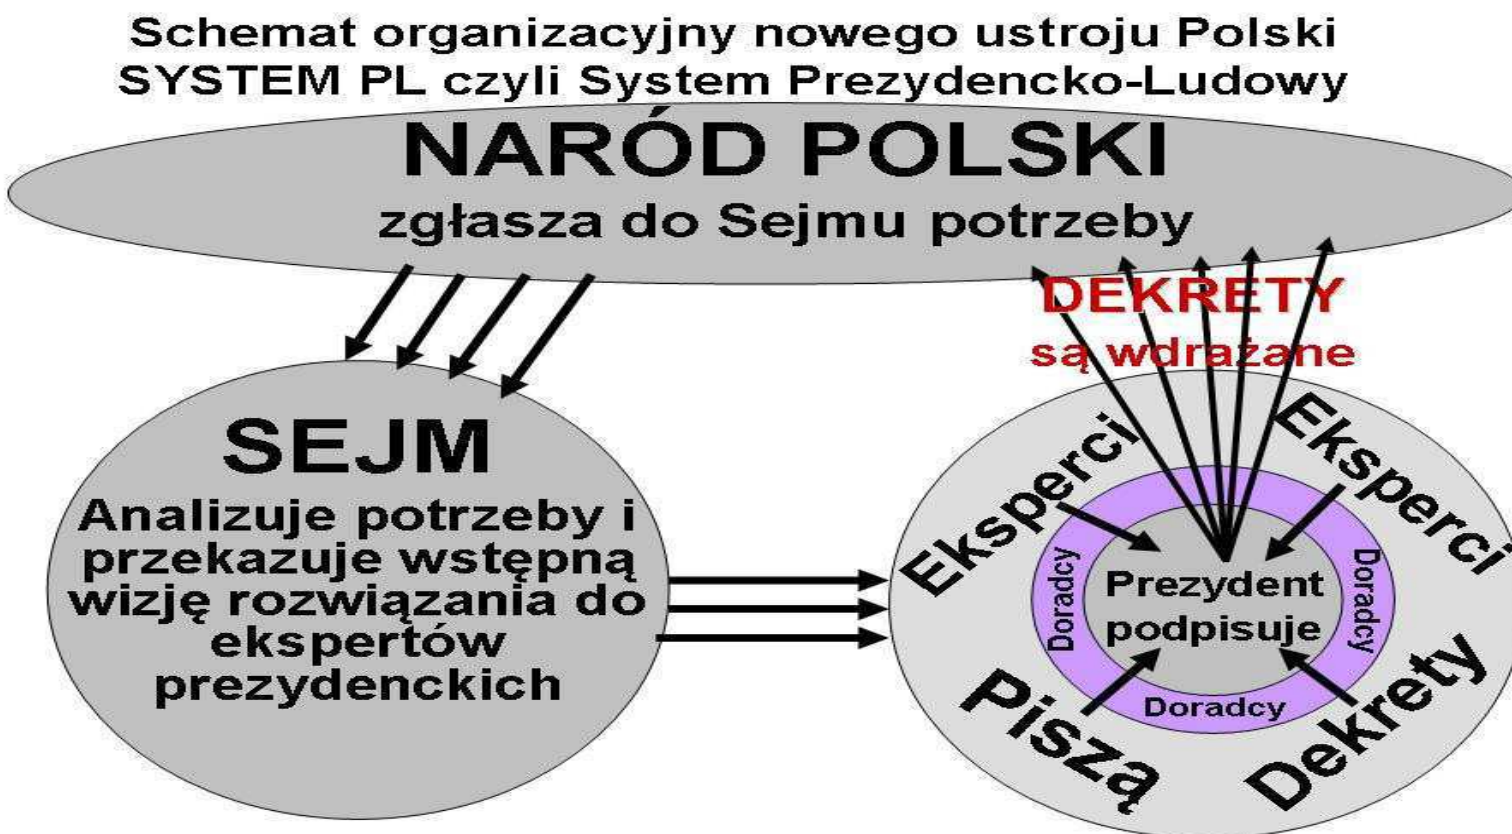 Schemat organizacyjny nowego ustroju Polski
SYSTEM PL czyli System Prezydencko-Ludowy
NARÓD POLSKI
zgłasza do Sejmu potrzeby
DEKRETY
są wdrażane
SEJM
Analizuje potrzeby i
przekazuje wstępną
wizję rozwiązania do
ekspertów
prezydenckich
Eksperci
Eksperci
Doradcy
Prezydent
podpisuje
Doradcy
Doradcy
Piszą
Dekrety